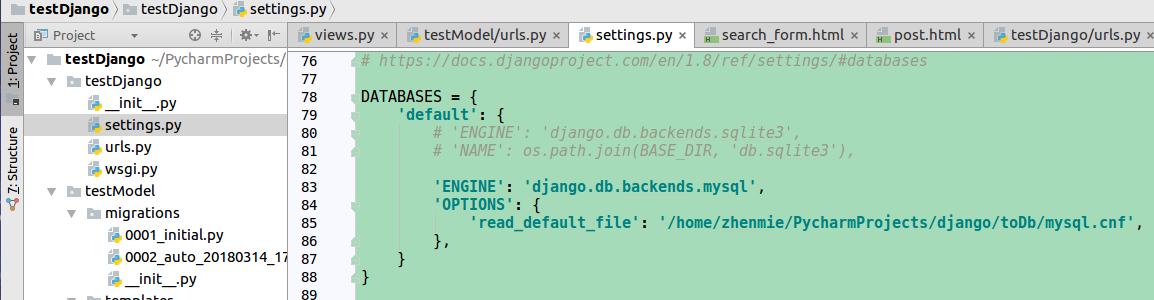 testDjango testDjango settings.py
1: Project
7: Structure
Project
testDjango ~/PycharmProjects/
testDjango
__init__.py
settings.py
urls.py
wsgi.py
testModel
migrations
0001_initial.py
0002_auto_20180314_17
__init__.py
templates
views.py testModel/urls.py settings.py search_form.html post.html testDjango/urls.py
76 # https://docs.djangoproject.com/en/1.8/ref/settings/#databases
77
78 DATABASES = {
79 'default': {
80 # 'ENGINE': 'django.db.backends.sqlite3',
81 # 'NAME': os.path.join(BASE_DIR, 'db.sqlite3'),
82
83 'ENGINE': 'django.db.backends.mysql',
84 'OPTIONS': {
85 'read_default_file': '/home/zhenmie/PycharmProjects/django/toDb/mysql.cnf',
86 },
87 }
88 }
89